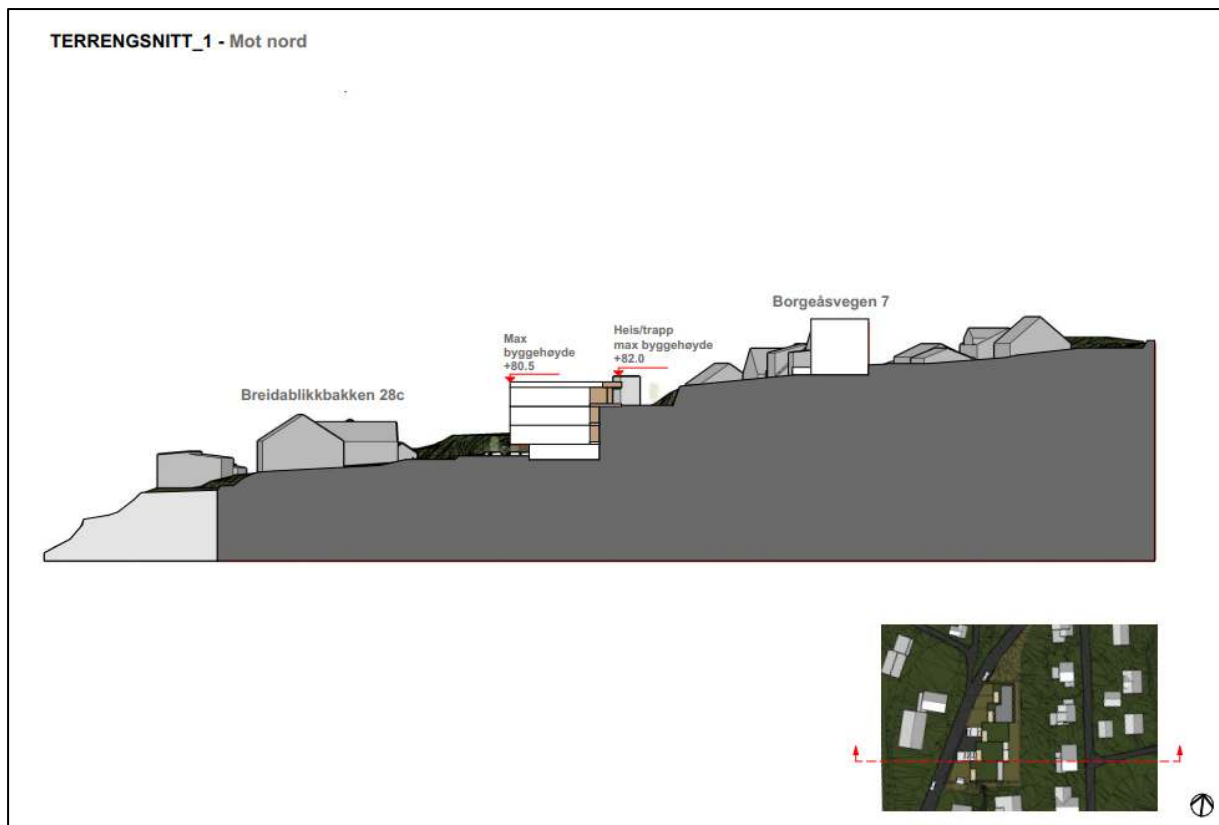 TERRENGSNITT_1 - Mot nord
Borgeåsvegen 7
Max
byggehøyde
+80.5
Heis/trapp
max byggehøyde
+82.0
Breidablikkbakken 28c